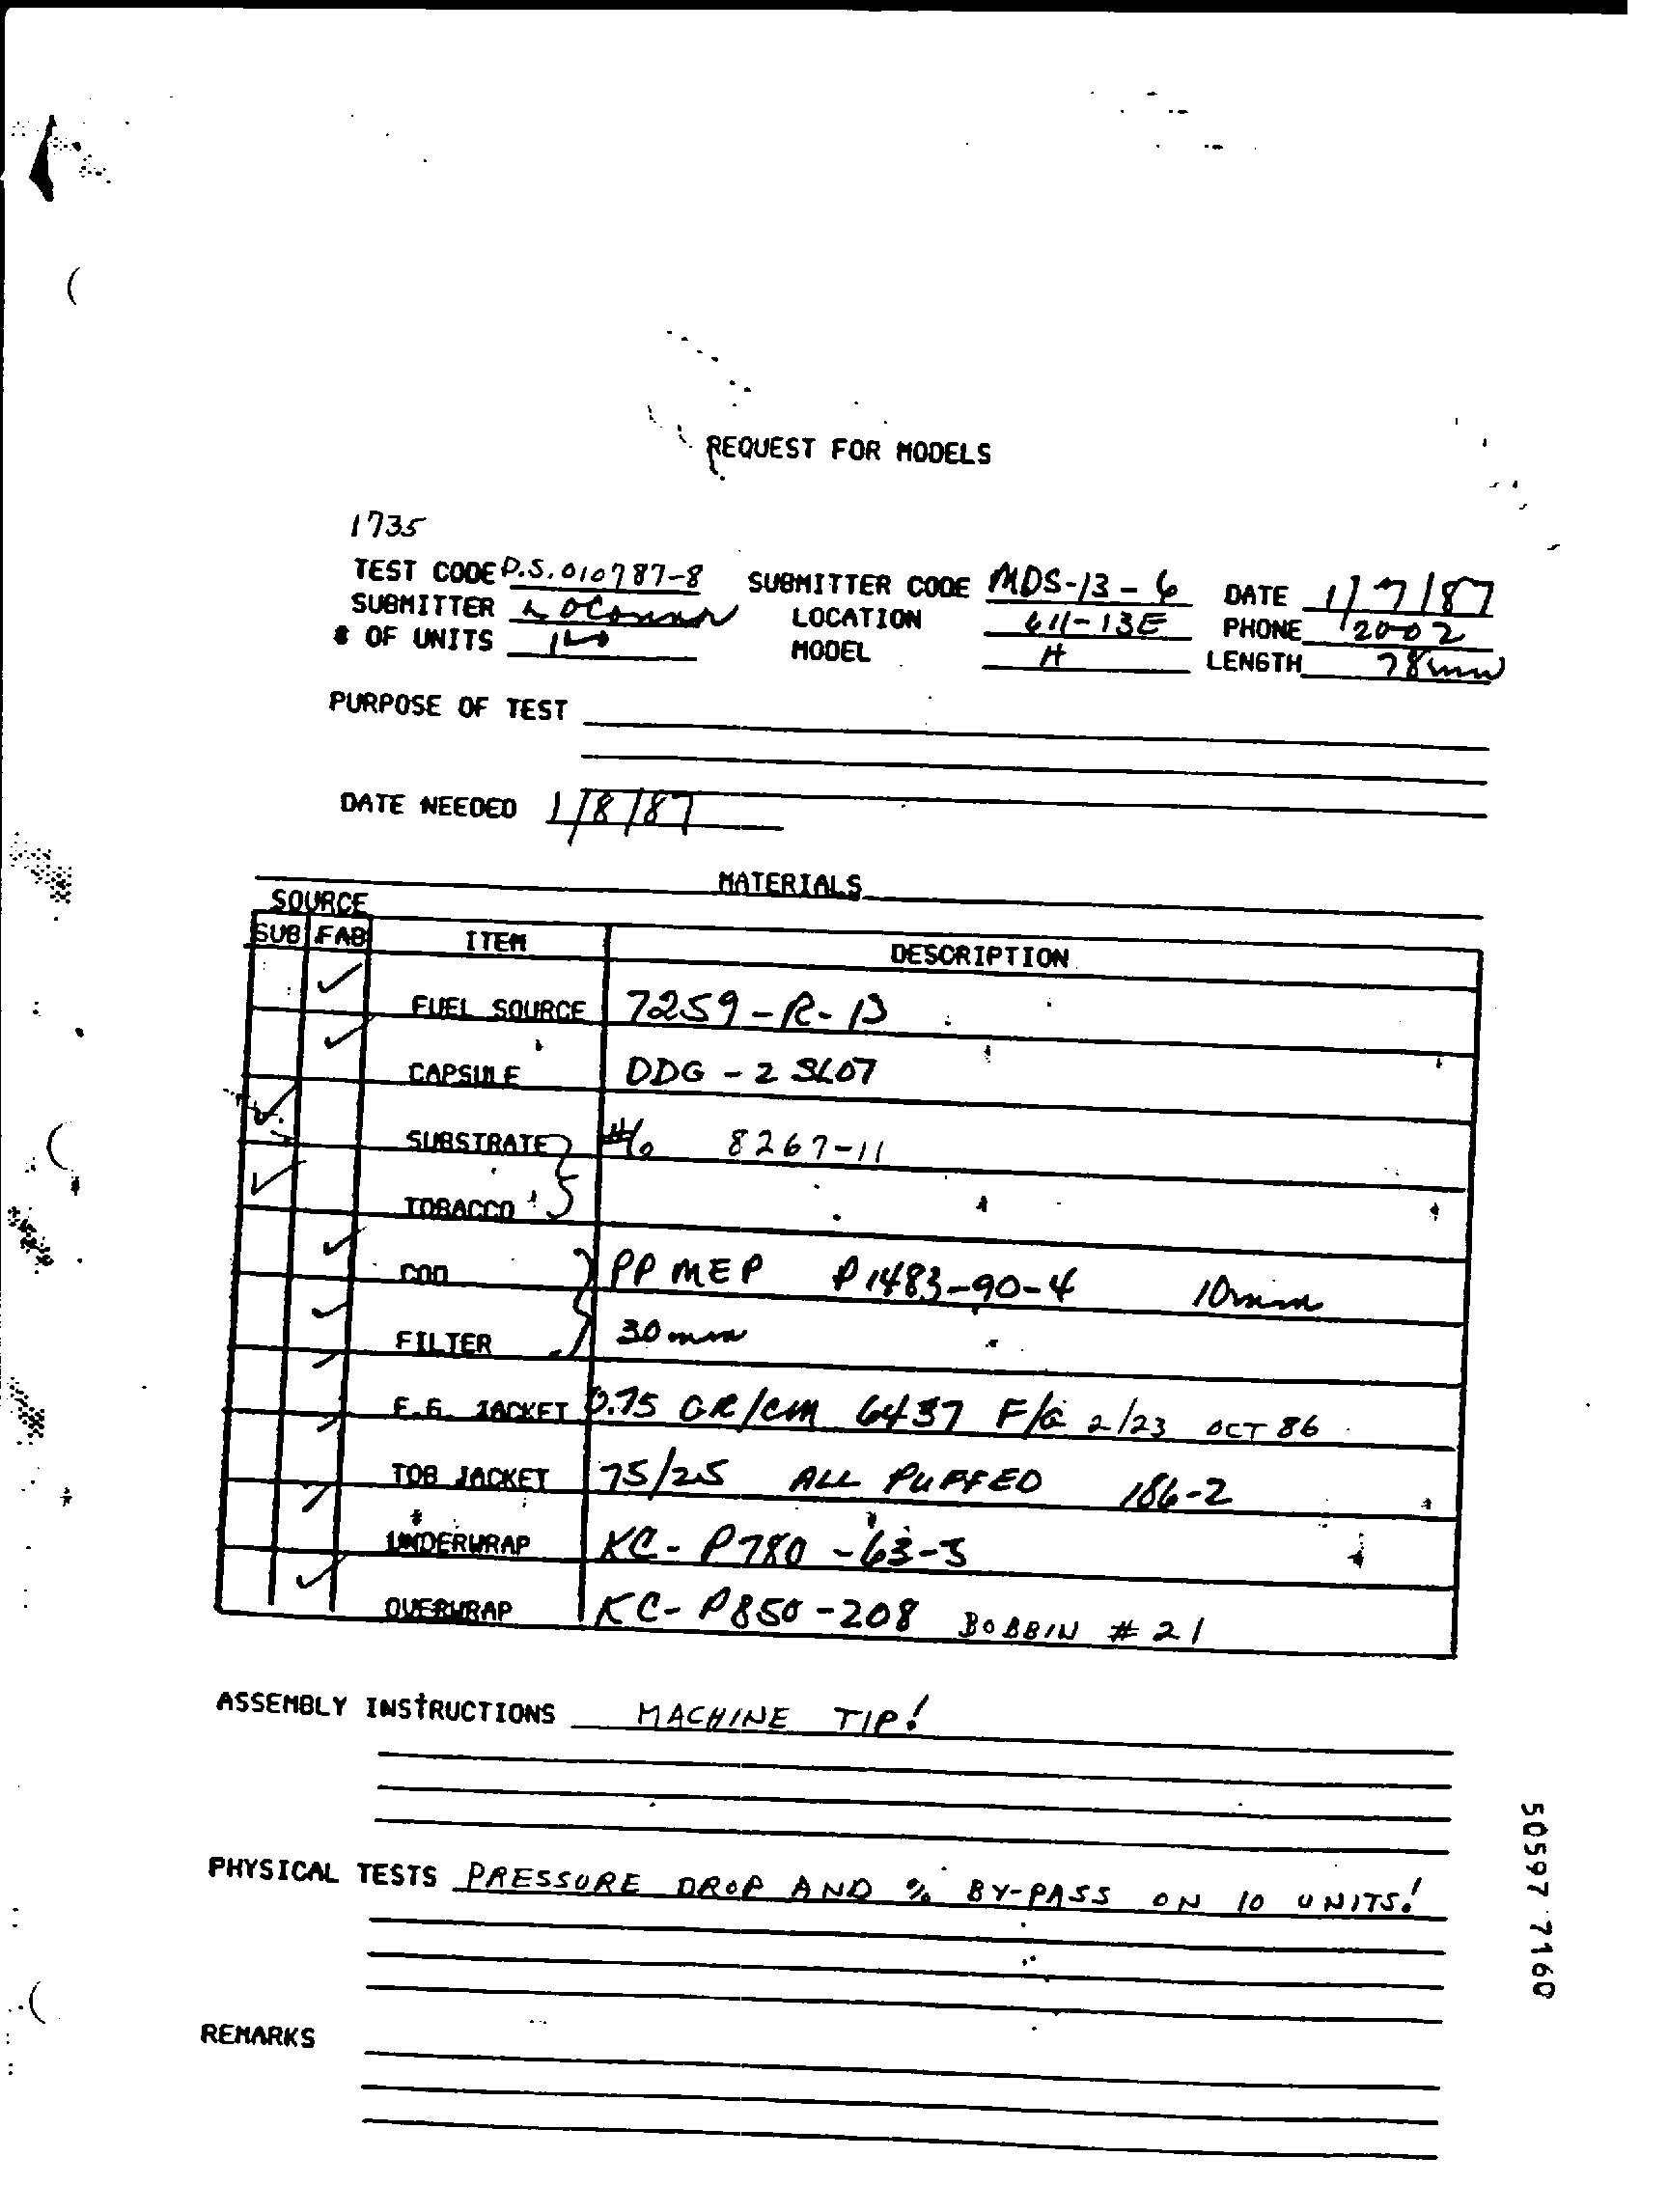 REQUEST FOR MODELS
1735
TEST CODE P.S. 010787-8 SUBMITTER CODE MDS-13-6 DATE 1/7/87
SUBMITTER LOCATION 611-13E PHONE 2002
# OF UNITS MODEL H LENGTH 78mm
PURPOSE OF TEST
DATE NEEDED 1/8/87
MATERIALS
SOURCE
SUB FAB ITEM DESCRIPTION
FUEL SOURCE 7259-R-13
CAPSULE DDG - 2 SLOT
SUBSTRATE 8267-11
TOBACCO
COD PP MEP P1483-90-4 10mm
FILTER 30mm
F.G. JACKET 0.75 GR/CM 6437 F/G 2/23 OCT 86
TOB JACKET 75/25 ALL PUFFED 186-2
UNDERWRAP KC-P780-63-5
OVERWRAP KC-P850-208 BOBBIN # 21
ASSEMBLY INSTRUCTIONS MACHINE TIP!
PHYSICAL TESTS PRESSURE DROP AND % BY-PASS ON 10 UNITS!
REMARKS
50597 7160